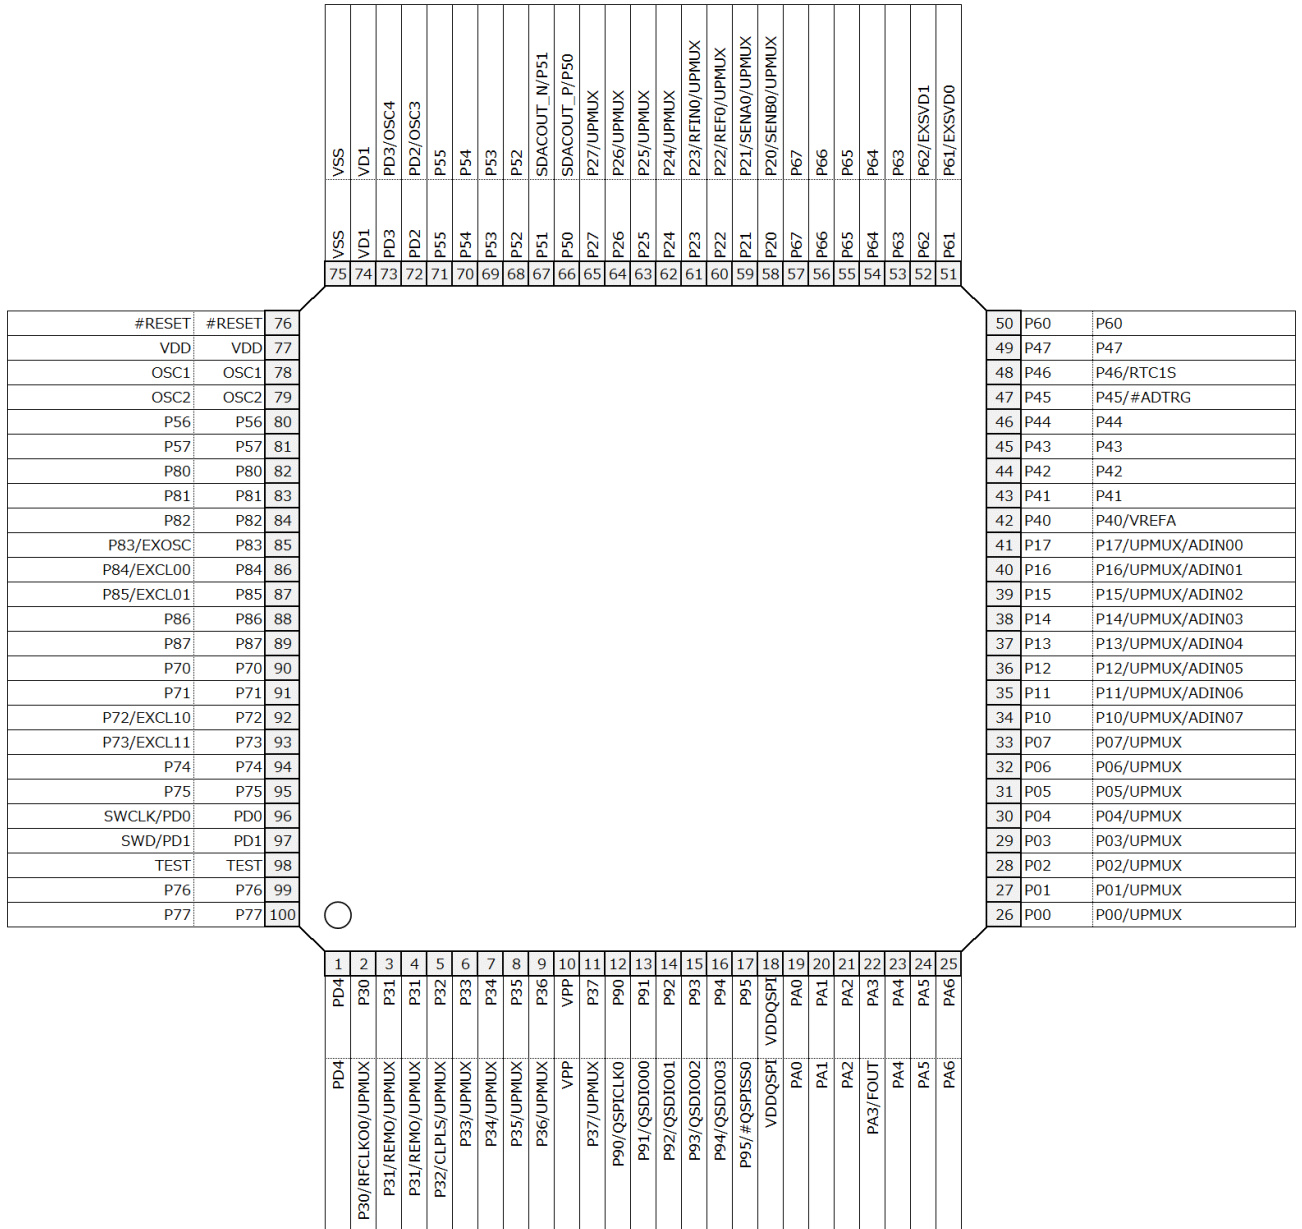 VSS VD1 PD3/OSC4 PD2/OSC3 P55 P54 P53 P52 SDACOUT_N/P51 SDACOUT_P/P50 P27/UPMUX P26/UPMUX P25/UPMUX P24/UPMUX P23/RFIN0/UPMUX P22/REF0/UPMUX P21/SENA0/UPMUX P20/SENB0/UPMUX P67 P66 P65 P64 P63 P62/EXSVD1 P61/EXSVD0
VSS VD1 PD3 PD2 P55 P54 P53 P52 P51 P50 P27 P26 P25 P24 P23 P22 P21 P20 P67 P66 P65 P64 P63 P62 P61
75 74 73 72 71 70 69 68 67 66 65 64 63 62 61 60 59 58 57 56 55 54 53 52 51
#RESET #RESET 76 50 P60 P60
VDD VDD 77 49 P47 P47
OSC1 OSC1 78 48 P46 P46/RTC1S
OSC2 OSC2 79 47 P45 P45/#ADTRG
P56 P56 80 46 P44 P44
P57 P57 81 45 P43 P43
P80 P80 82 44 P42 P42
P81 P81 83 43 P41 P41
P82 P82 84 42 P40 P40/VREFA
P83/EXOSC P83 85 41 P17 P17/UPMUX/ADIN00
P84/EXCL00 P84 86 40 P16 P16/UPMUX/ADIN01
P85/EXCL01 P85 87 39 P15 P15/UPMUX/ADIN02
P86 P86 88 38 P14 P14/UPMUX/ADIN03
P87 P87 89 37 P13 P13/UPMUX/ADIN04
P70 P70 90 36 P12 P12/UPMUX/ADIN05
P71 P71 91 35 P11 P11/UPMUX/ADIN06
P72/EXCL10 P72 92 34 P10 P10/UPMUX/ADIN07
P73/EXCL11 P73 93 33 P07 P07/UPMUX
P74 P74 94 32 P06 P06/UPMUX
P75 P75 95 31 P05 P05/UPMUX
SWCLK/PD0 PD0 96 30 P04 P04/UPMUX
SWD/PD1 PD1 97 29 P03 P03/UPMUX
TEST TEST 98 28 P02 P02/UPMUX
P76 P76 99 27 P01 P01/UPMUX
P77 P77 100 26 P00 P00/UPMUX
1 2 3 4 5 6 7 8 9 10 11 12 13 14 15 16 17 18 19 20 21 22 23 24 25
PD4 P30 P31 P31 P32 P33 P34 P35 P36 VPP P37 P90 P91 P92 P93 P94 P95 VDDQSPI PA0 PA1 PA2 PA3 PA4 PA5 PA6
PD4 P30/RFCLKO0/UPMUX P31/REMO/UPMUX P31/REMO/UPMUX P32/CLPLS/UPMUX P33/UPMUX P34/UPMUX P35/UPMUX P36/UPMUX VPP P37/UPMUX P90/QSPICLK0 P91/QSDIO00 P92/QSDIO01 P93/QSDIO02 P94/QSDIO03 P95/#QSPISS0 VDDQSPI PA0 PA1 PA2 PA3/FOUT PA4 PA5 PA6